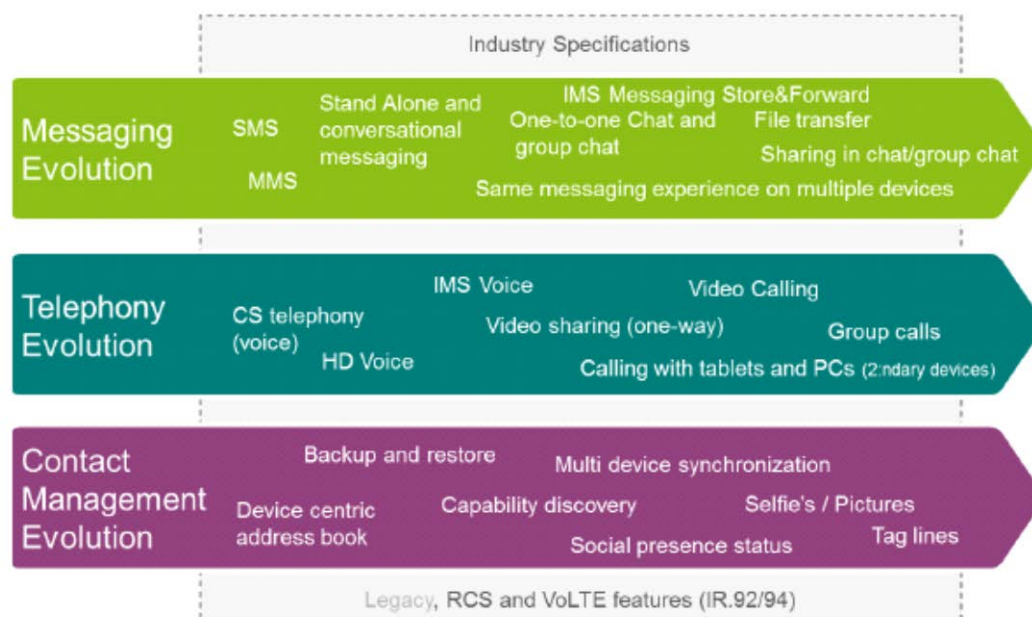 Industry Specifications
Messaging
Evolution
SMS
MMS
Stand Alone and
conversational
messaging
IMS Messaging Store&Forward
One-to-one Chat and
group chat
File transfer
Sharing in chat/group chat
Same messaging experience on multiple devices
Telephony
Evolution
CS telephony
(voice)
HD Voice
IMS Voice
Video sharing (one-way)
Video Calling
Group calls
Calling with tablets and PCs (2:ndary devices)
Contact
Management
Evolution
Device centric
address book
Backup and restore
Capability discovery
Multi device synchronization
Social presence status
Selfie's / Pictures
Tag lines
Legacy, RCS and VoLTE features (IR.92/94)